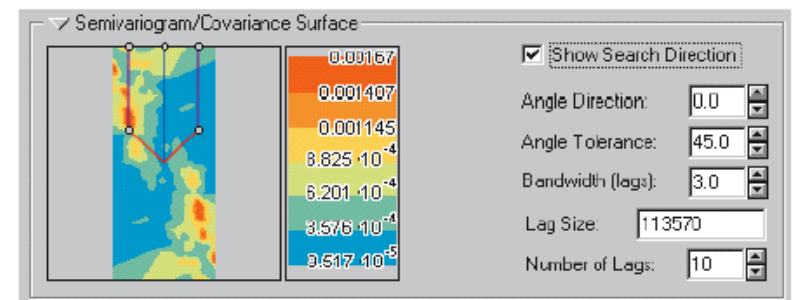 Semivariogram/Covariance Surface
0.00167
0.001407
0.001145
8.825·10⁻⁴
6.201·10⁻⁴
3.576·10⁻⁴
9.517·10⁻⁵
Show Search Direction
Angle Direction: 0.0
Angle Tolerance: 45.0
Bandwidth (lags): 3.0
Lag Size: 113570
Number of Lags: 10